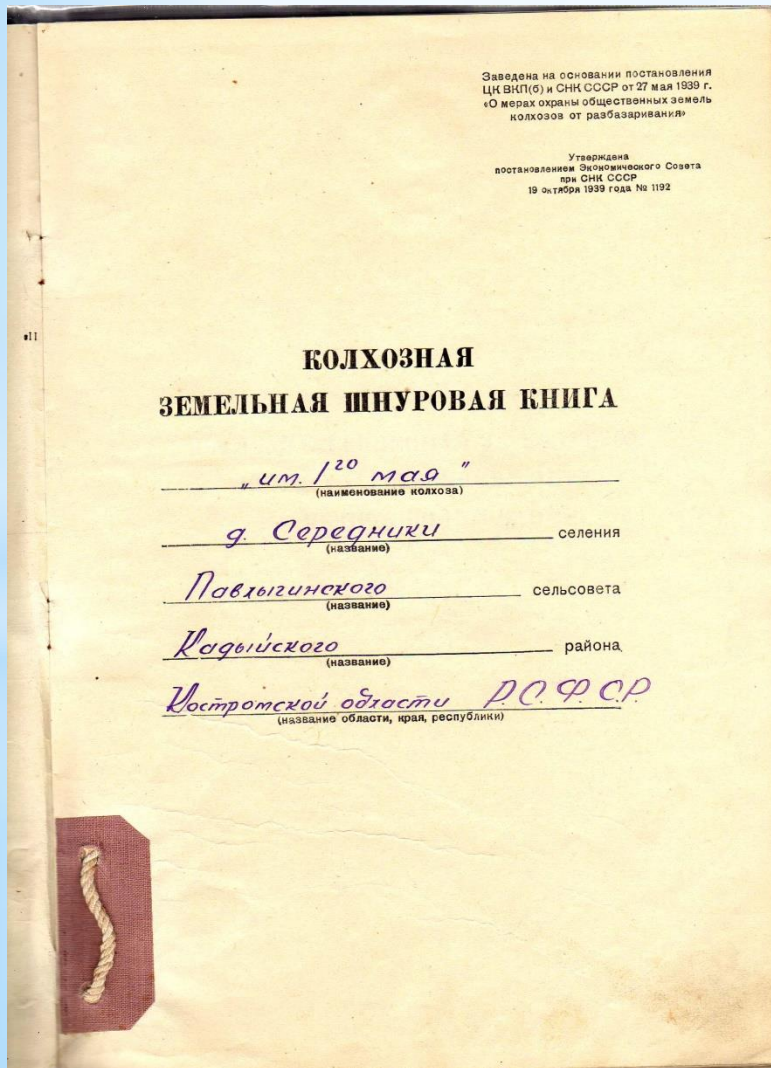 Заведена на основании постановления
ЦК ВКП(б) и СНК СССР от 27 мая 1939 г.
«О мерах охраны общественных земель
колхозов от разбазаривания»
Утверждена
постановлением Экономического Совета
при СНК СССР
19 октября 1939 года № 1192
КОЛХОЗНАЯ
ЗЕМЕЛЬНАЯ ШНУРОВАЯ КНИГА
„им. 1го мая"
(наименование колхоза)
д. Середники селения
(название)
Павлыгинского сельсовета
(название)
Кадыйского района
(название)
Костромской области Р.С.Ф.С.Р
(название области, края, республики)